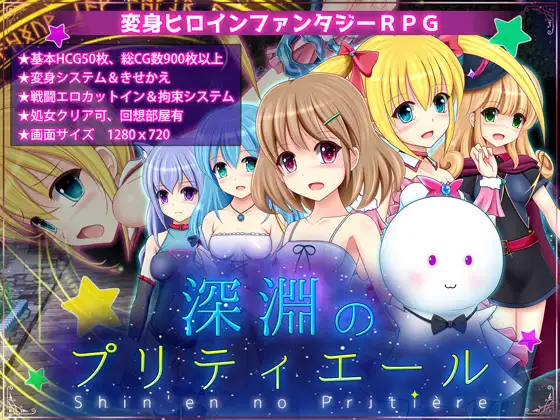 変身ヒロインファンタジーRPG
★基本HCG50枚、総CG数900枚以上
★変身システム＆きせかえ
★戦闘エロカットイン＆拘束システム
★処女クリア可、回想部屋有
★画面サイズ　1280ｘ720
深淵の
プリティエール
Shin'en no Pritière